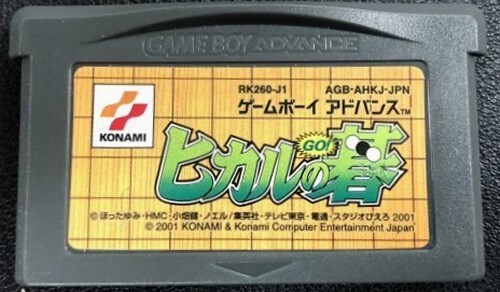 GAME BOY ADVANCE
RK260-J1 AGB-AHKJ-JPN
ゲームボーイ アドバンス™
KONAMI
GO!
ヒカルの碁
©ほったゆみ・HMC・小畑健・ノエル/集英社・テレビ東京・電通・スタジオぴえろ 2001
© 2001 KONAMI & Konami Computer Entertainment Japan